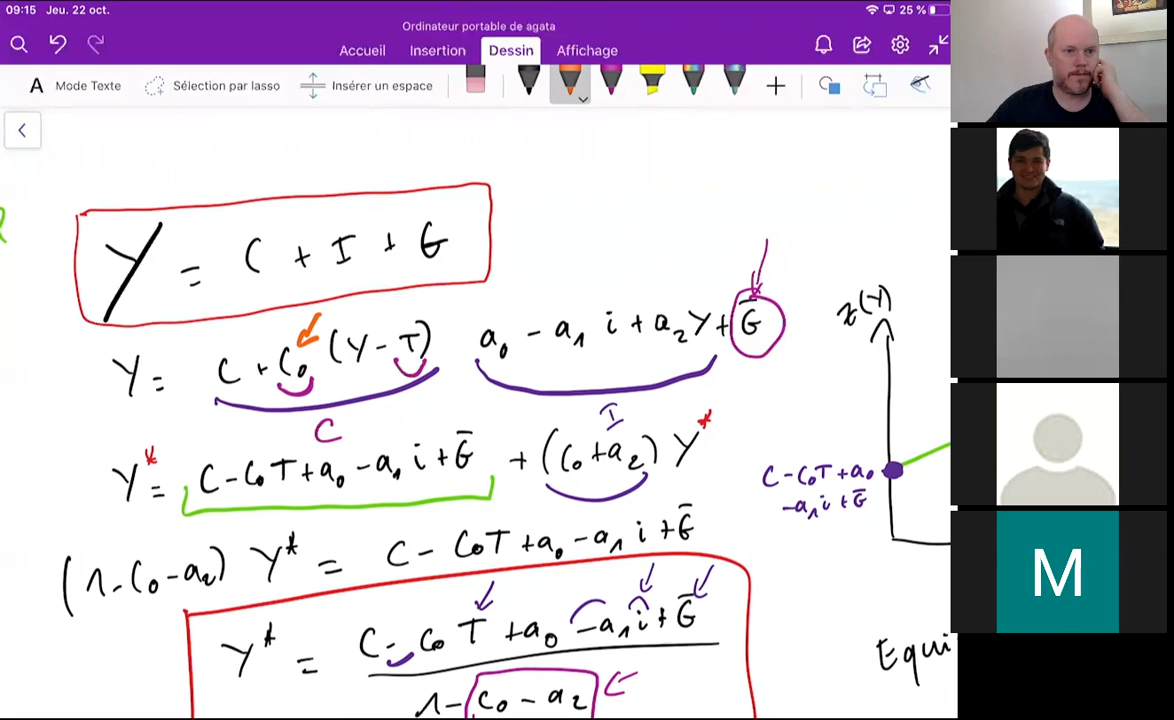 09:15 Jeu. 22 oct.
25 %
Ordinateur portable de agata
Accueil Insertion Dessin Affichage
A Mode Texte Sélection par lasso Insérer un espace
Y = C + I + G
Y = C + C₀ (Y - T) a₀ - a₁ i + a₂ Y + G̅
C I
Y* = C - C₀T + a₀ - a₁ i + G̅ + (C₀ + a₂) Y*
(1 - C₀ - a₂) Y* = C - C₀T + a₀ - a₁ i + G̅
Y* = C - C₀ T + a₀ - a₁ i + G̅
1 - C₀ - a₂
Z(Y)
C - C₀T + a₀
- a₁ i + G̅
Equi
M